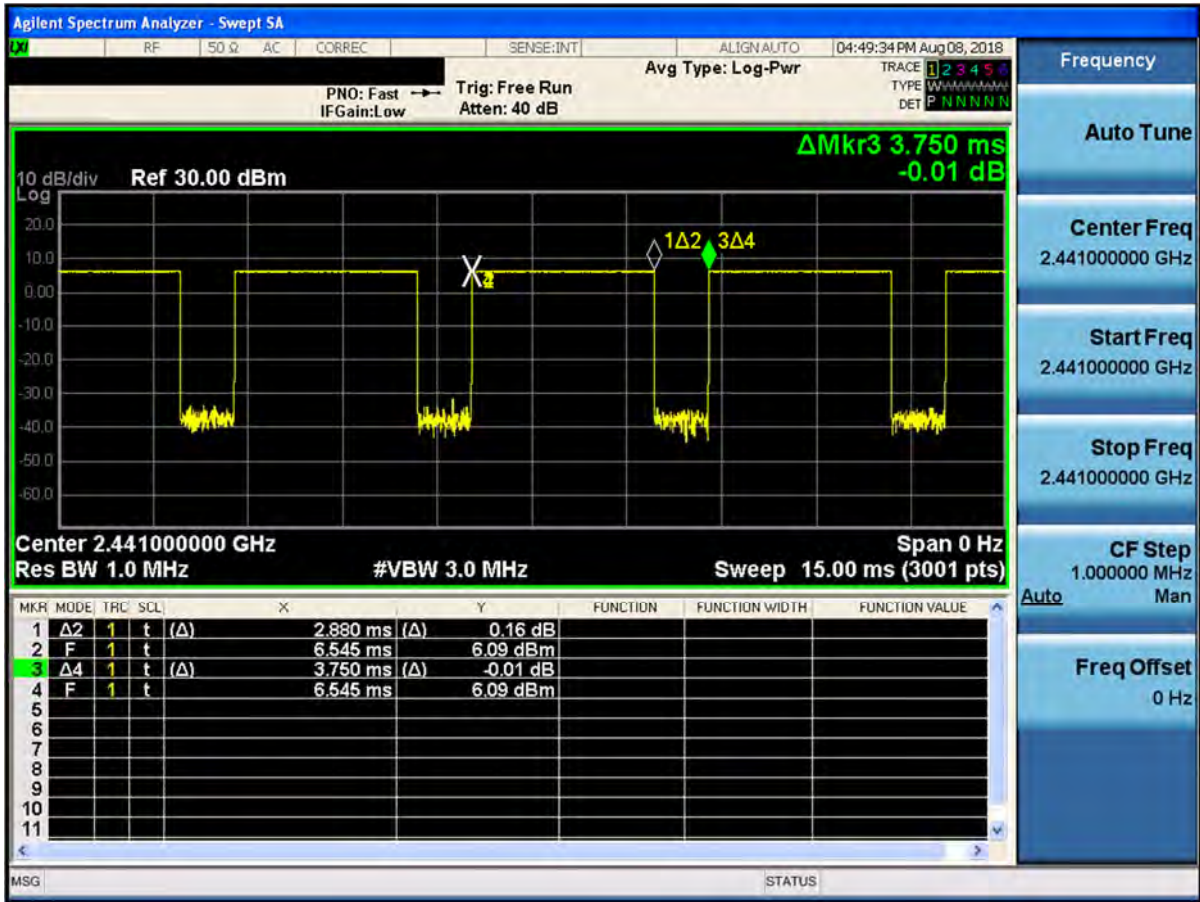 Agilent Spectrum Analyzer - Swept SA
LXI RF 50 Ω AC CORREC SENSE:INT ALIGN AUTO 04:49:34 PM Aug 08, 2018
PNO: Fast Trig: Free Run Avg Type: Log-Pwr TRACE 1 2 3 4 5 6
IFGain:Low Atten: 40 dB TYPE W
DET P N N N N N
ΔMkr3 3.750 ms
-0.01 dB
10 dB/div Ref 30.00 dBm
Log
20.0
10.0
0.00
-10.0
-20.0
-30.0
-40.0
-50.0
-60.0
1Δ2 3Δ4
Center 2.441000000 GHz Span 0 Hz
Res BW 1.0 MHz #VBW 3.0 MHz Sweep 15.00 ms (3001 pts)
MKR MODE TRC SCL X Y FUNCTION FUNCTION WIDTH FUNCTION VALUE
1 Δ2 1 t (Δ) 2.880 ms (Δ) 0.16 dB
2 F 1 t 6.545 ms 6.09 dBm
3 Δ4 1 t (Δ) 3.750 ms (Δ) -0.01 dB
4 F 1 t 6.545 ms 6.09 dBm
5
6
7
8
9
10
11
MSG STATUS
Frequency
Auto Tune
Center Freq
2.441000000 GHz
Start Freq
2.441000000 GHz
Stop Freq
2.441000000 GHz
CF Step
1.000000 MHz
Auto Man
Freq Offset
0 Hz